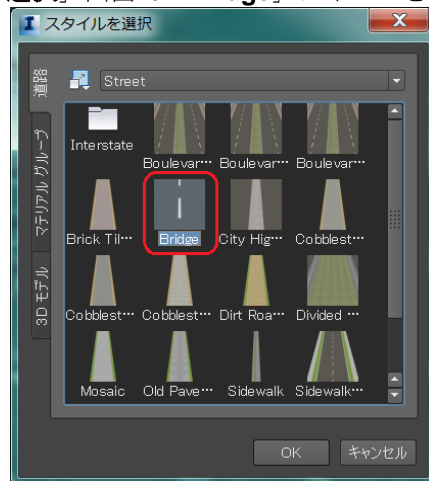 スタイルを選択
道路
マテリアル グループ
3D モデル
Street
Interstate
Boulevar…
Boulevar…
Boulevar…
Brick Til…
Bridge
City Hig…
Cobblest…
Cobblest…
Cobblest…
Dirt Roa…
Divided …
Mosaic
Old Pave…
Sidewalk
Sidewalk…
OK
キャンセル